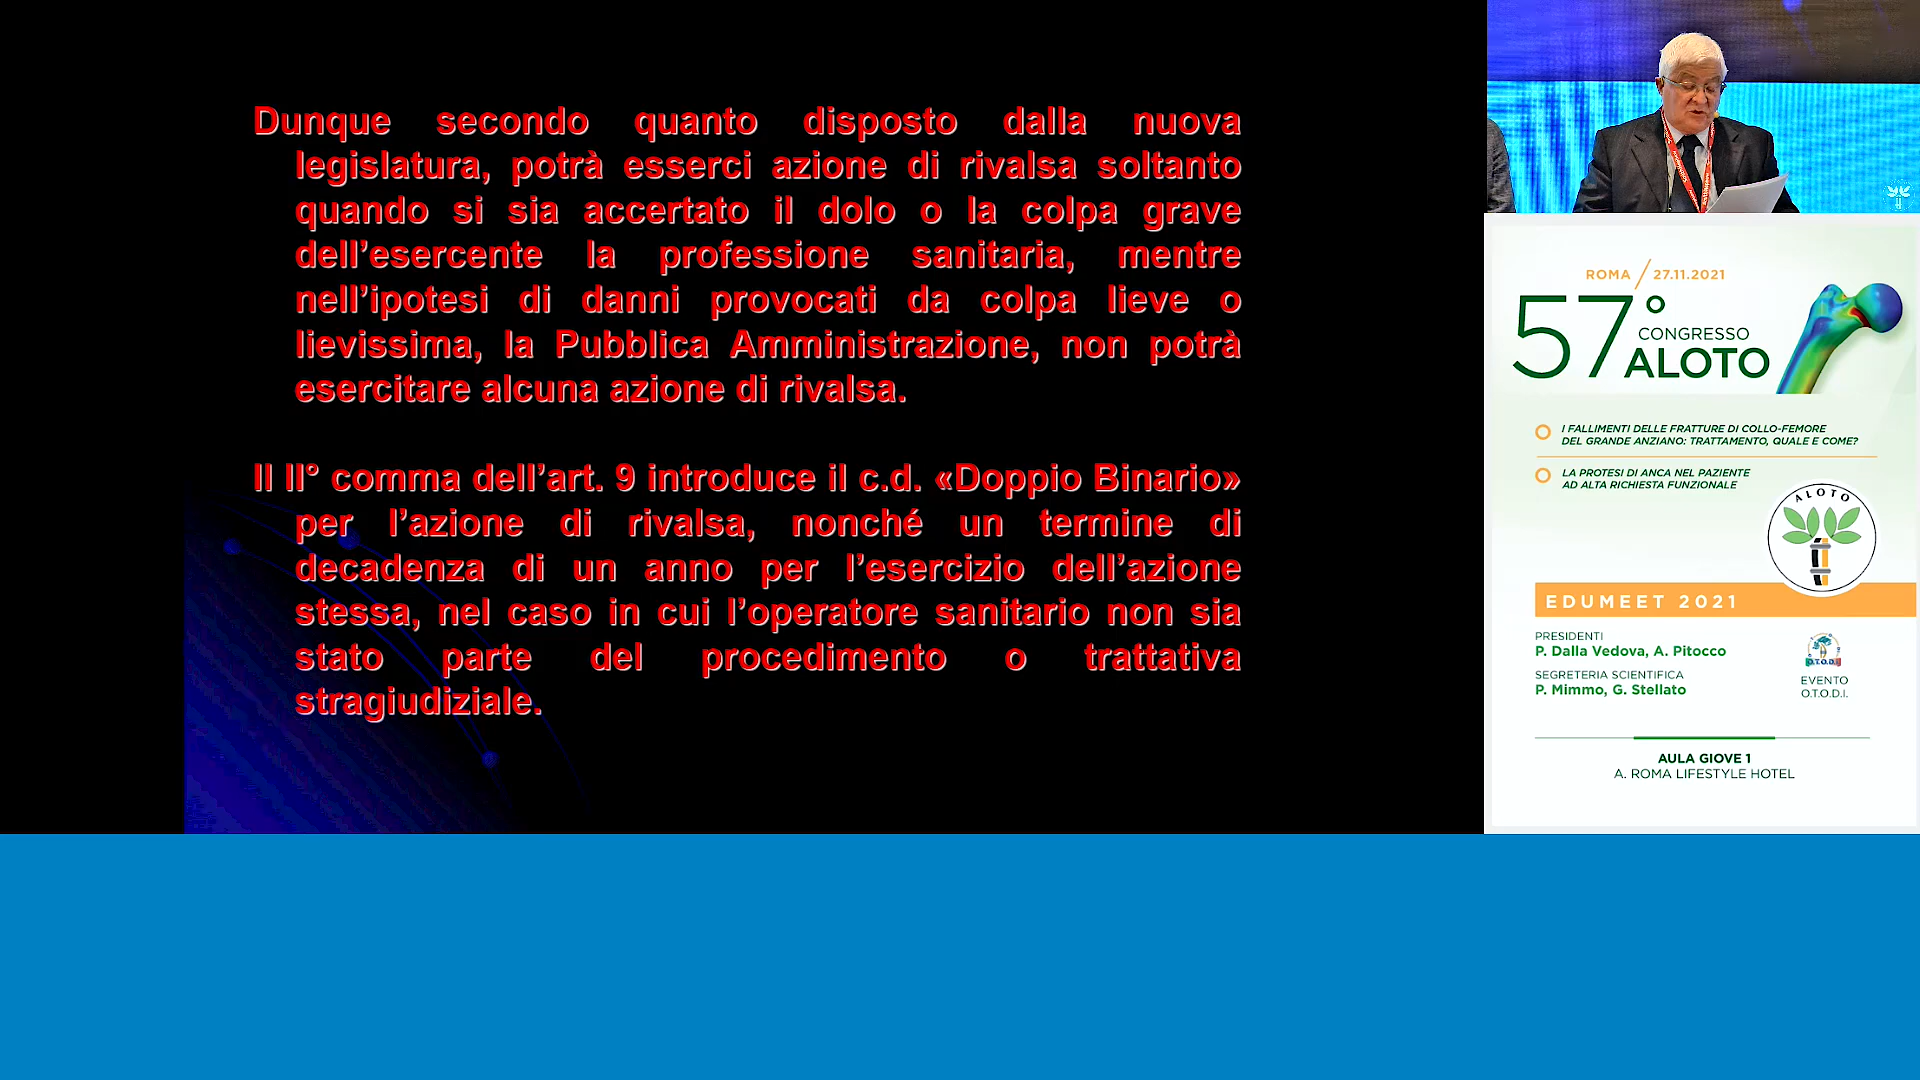 Dunque secondo quanto disposto dalla nuova
legislatura, potrà esserci azione di rivalsa soltanto
quando si sia accertato il dolo o la colpa grave
dell’esercente la professione sanitaria, mentre
nell’ipotesi di danni provocati da colpa lieve o
lievissima, la Pubblica Amministrazione, non potrà
esercitare alcuna azione di rivalsa.
Il II° comma dell’art. 9 introduce il c.d. «Doppio Binario»
per l’azione di rivalsa, nonché un termine di
decadenza di un anno per l’esercizio dell’azione
stessa, nel caso in cui l’operatore sanitario non sia
stato parte del procedimento o trattativa
stragiudiziale.
ROMA / 27.11.2021
57°
CONGRESSO
ALOTO
I FALLIMENTI DELLE FRATTURE DI COLLO-FEMORE
DEL GRANDE ANZIANO: TRATTAMENTO, QUALE E COME?
LA PROTESI DI ANCA NEL PAZIENTE
AD ALTA RICHIESTA FUNZIONALE
ALOTO
EDUMEET 2021
PRESIDENTI
P. Dalla Vedova, A. Pitocco
SEGRETERIA SCIENTIFICA
P. Mimmo, G. Stellato
O.T.O.D.I.
EVENTO
O.T.O.D.I.
AULA GIOVE 1
A. ROMA LIFESTYLE HOTEL